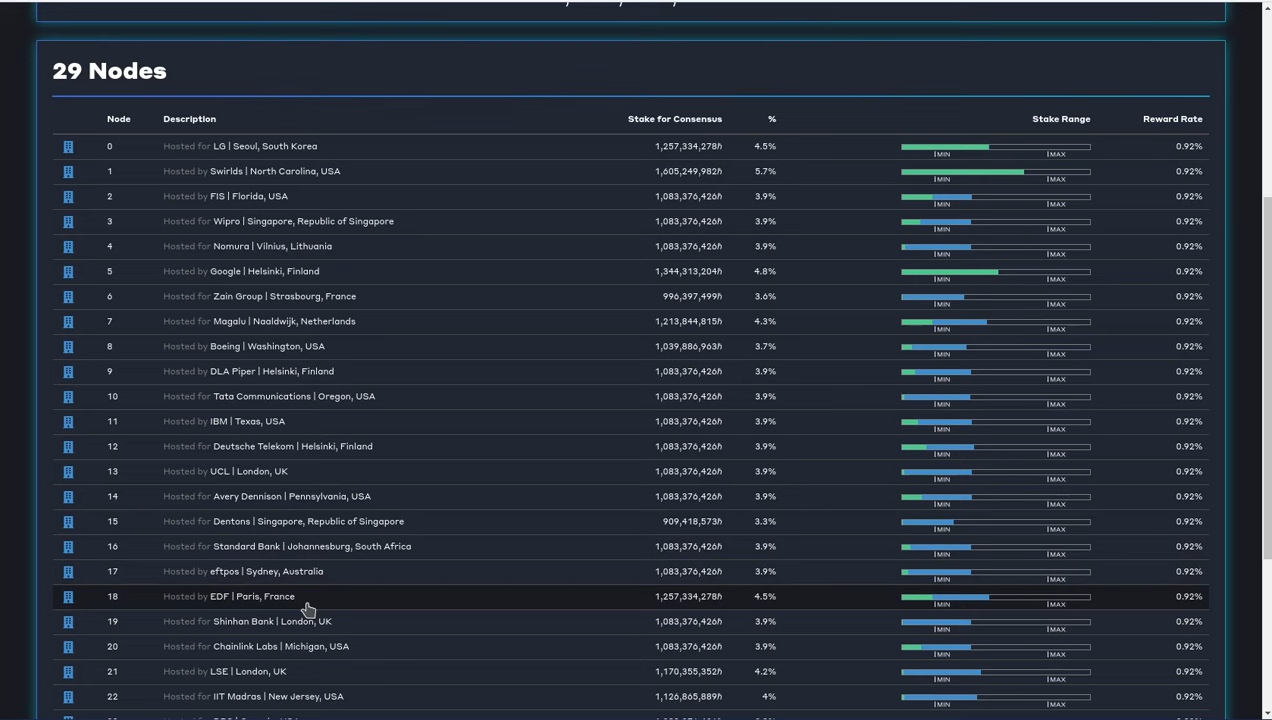 29 Nodes
Node Description Stake for Consensus % Stake Range Reward Rate
0 Hosted for LG | Seoul, South Korea 1,257,334,278ℏ 4.5% MIN MAX 0.92%
1 Hosted by Swirlds | North Carolina, USA 1,605,249,982ℏ 5.7% MIN MAX 0.92%
2 Hosted by FIS | Florida, USA 1,083,376,426ℏ 3.9% MIN MAX 0.92%
3 Hosted for Wipro | Singapore, Republic of Singapore 1,083,376,426ℏ 3.9% MIN MAX 0.92%
4 Hosted for Nomura | Vilnius, Lithuania 1,083,376,426ℏ 3.9% MIN MAX 0.92%
5 Hosted by Google | Helsinki, Finland 1,344,313,204ℏ 4.8% MIN MAX 0.92%
6 Hosted for Zain Group | Strasbourg, France 996,397,499ℏ 3.6% MIN MAX 0.92%
7 Hosted for Magalu | Naaldwijk, Netherlands 1,213,844,815ℏ 4.3% MIN MAX 0.92%
8 Hosted by Boeing | Washington, USA 1,039,886,963ℏ 3.7% MIN MAX 0.92%
9 Hosted by DLA Piper | Helsinki, Finland 1,083,376,426ℏ 3.9% MIN MAX 0.92%
10 Hosted for Tata Communications | Oregon, USA 1,083,376,426ℏ 3.9% MIN MAX 0.92%
11 Hosted by IBM | Texas, USA 1,083,376,426ℏ 3.9% MIN MAX 0.92%
12 Hosted for Deutsche Telekom | Helsinki, Finland 1,083,376,426ℏ 3.9% MIN MAX 0.92%
13 Hosted by UCL | London, UK 1,083,376,426ℏ 3.9% MIN MAX 0.92%
14 Hosted for Avery Dennison | Pennsylvania, USA 1,083,376,426ℏ 3.9% MIN MAX 0.92%
15 Hosted for Dentons | Singapore, Republic of Singapore 909,418,573ℏ 3.3% MIN MAX 0.92%
16 Hosted for Standard Bank | Johannesburg, South Africa 1,083,376,426ℏ 3.9% MIN MAX 0.92%
17 Hosted by eftpos | Sydney, Australia 1,083,376,426ℏ 3.9% MIN MAX 0.92%
18 Hosted by EDF | Paris, France 1,257,334,278ℏ 4.5% MIN MAX 0.92%
19 Hosted for Shinhan Bank | London, UK 1,083,376,426ℏ 3.9% MIN MAX 0.92%
20 Hosted for Chainlink Labs | Michigan, USA 1,083,376,426ℏ 3.9% MIN MAX 0.92%
21 Hosted by LSE | London, UK 1,170,355,352ℏ 4.2% MIN MAX 0.92%
22 Hosted for IIT Madras | New Jersey, USA 1,126,865,889ℏ 4% MIN MAX 0.92%